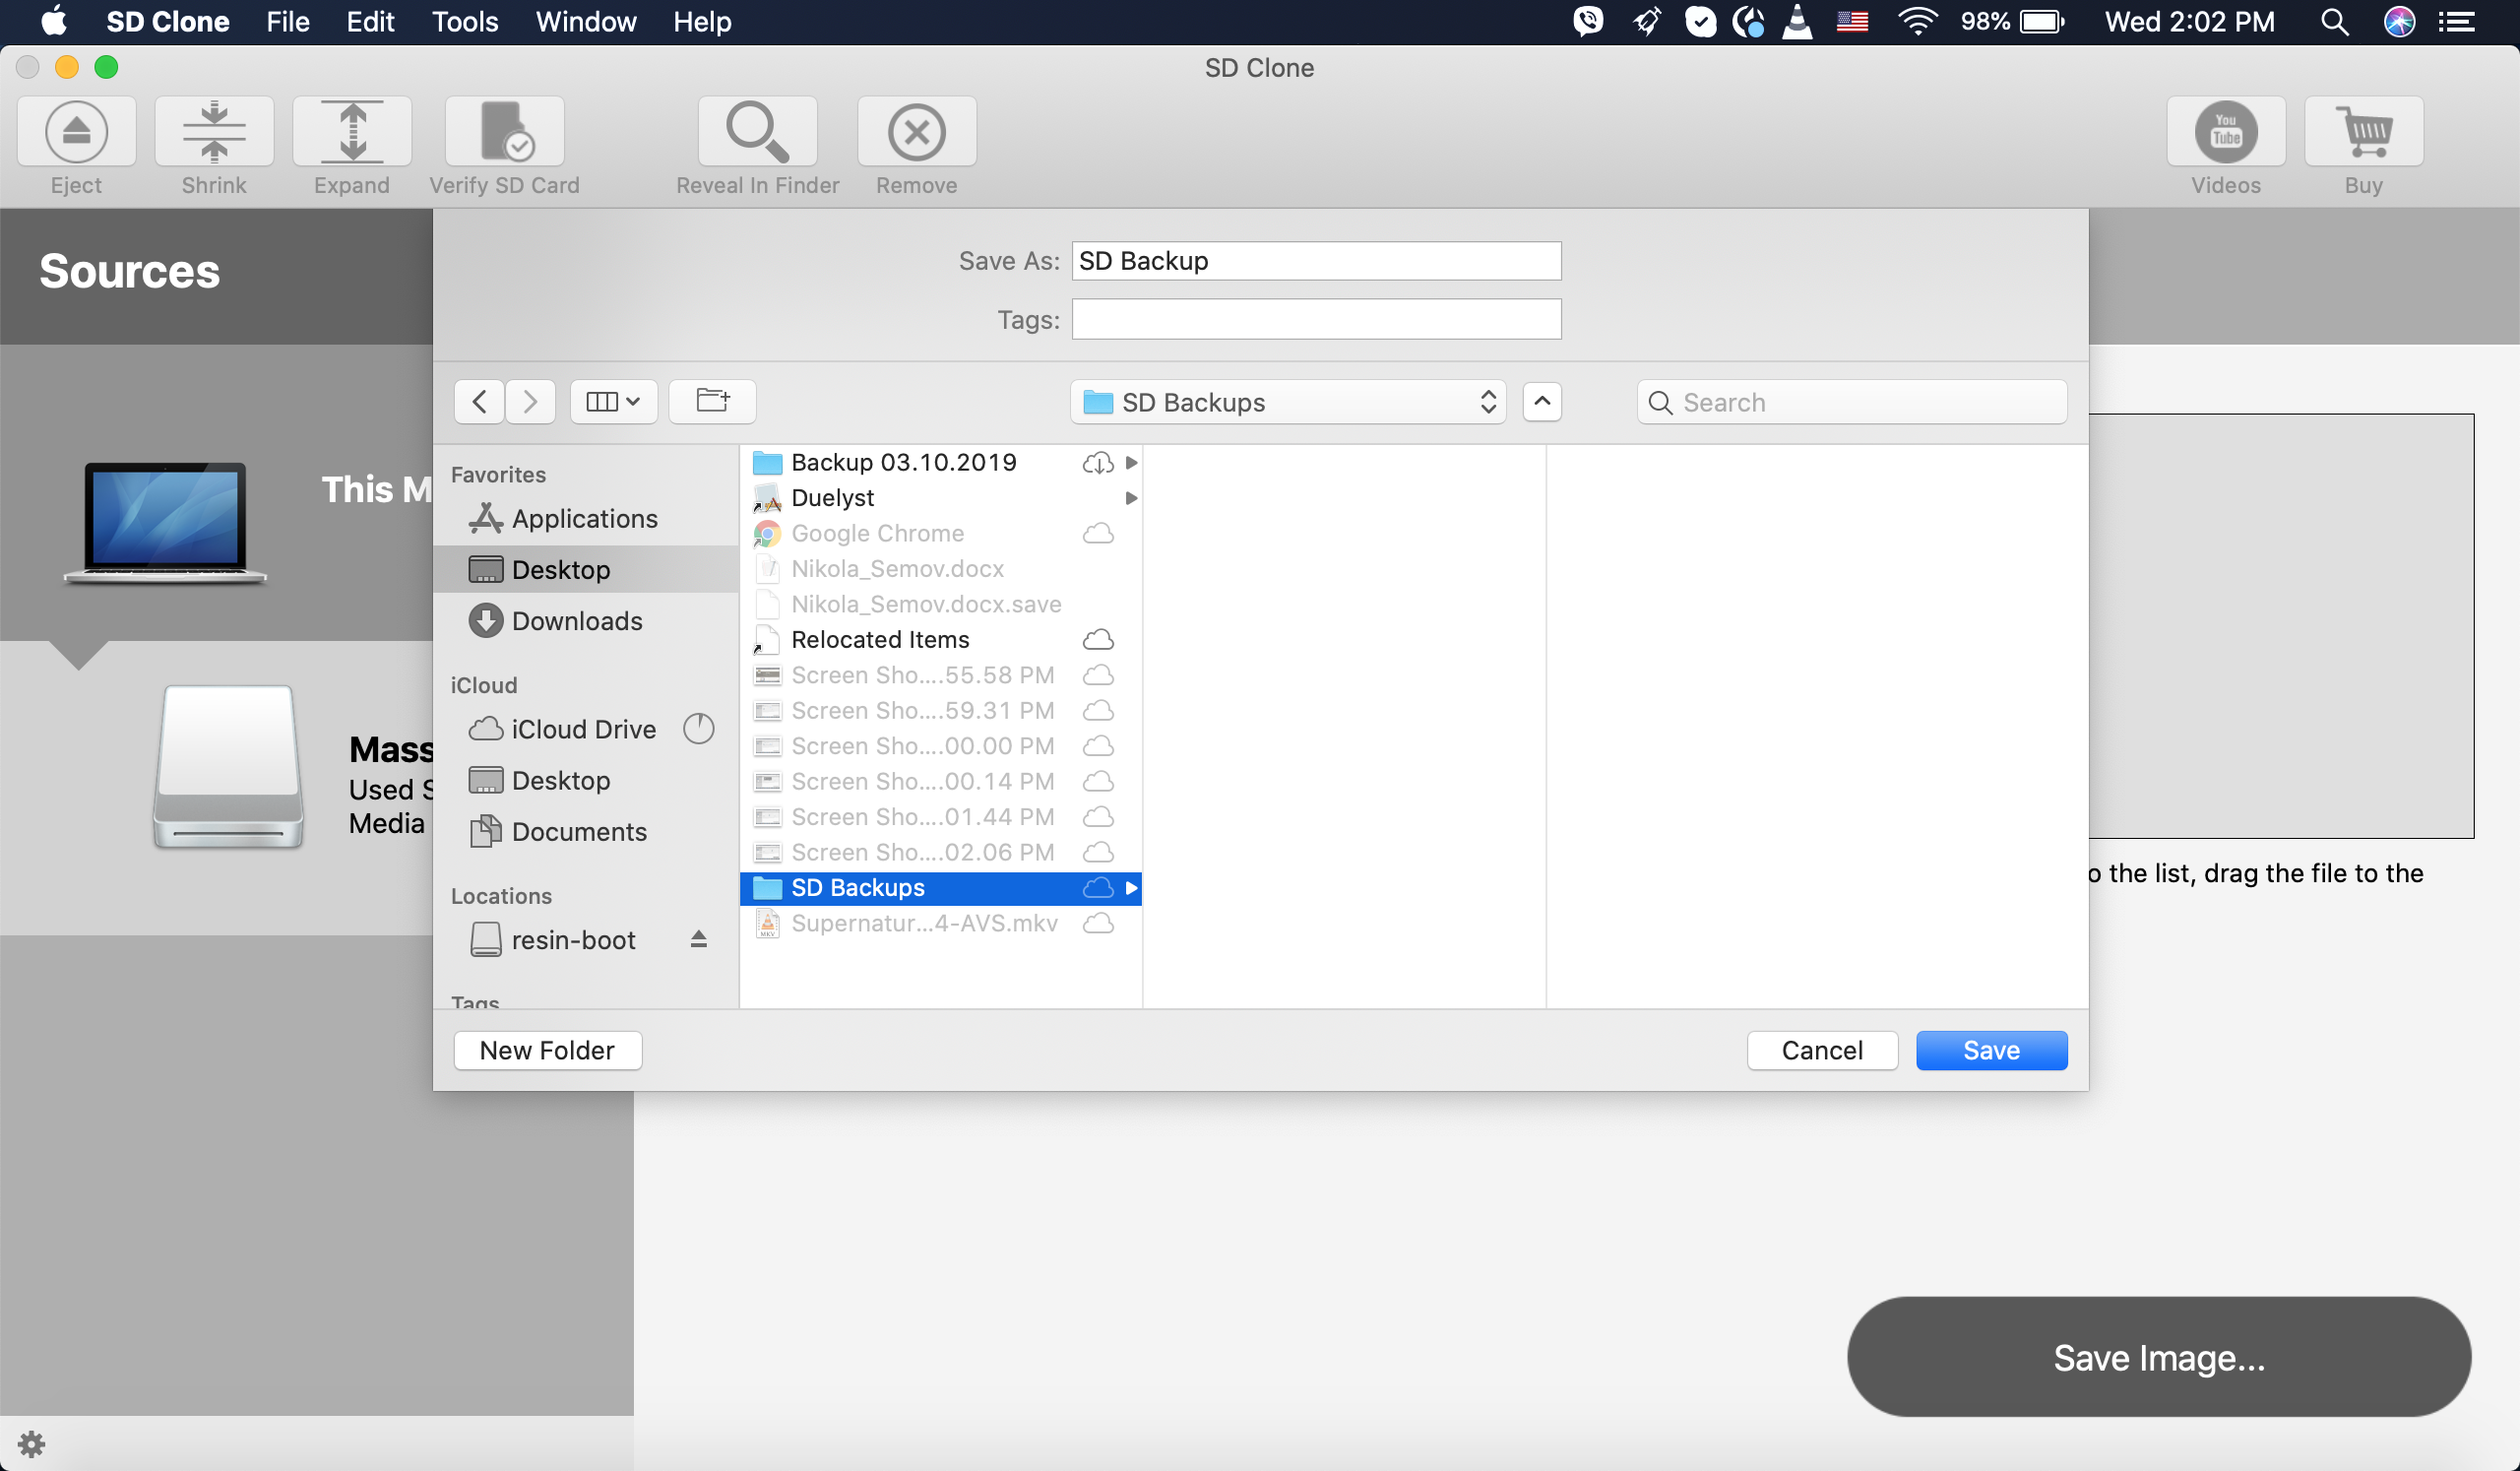 SD Clone File Edit Tools Window Help 98% Wed 2:02 PM
SD Clone
You
Tube
Eject Shrink Expand Verify SD Card Reveal In Finder Remove Videos Buy
Sources
Save As: SD Backup
Tags:
SD Backups
Search
This M
Mass
Used S
Media
Favorites
Applications
Desktop
Downloads
iCloud
iCloud Drive
Desktop
Documents
Locations
resin-boot
Tags
Backup 03.10.2019
Duelyst
Google Chrome
Nikola_Semov.docx
Nikola_Semov.docx.save
Relocated Items
Screen Sho....55.58 PM
Screen Sho....59.31 PM
Screen Sho....00.00 PM
Screen Sho....00.14 PM
Screen Sho....01.44 PM
Screen Sho....02.06 PM
SD Backups
MKV
Supernatur...4-AVS.mkv
o the list, drag the file to the
New Folder Cancel Save
Save Image...